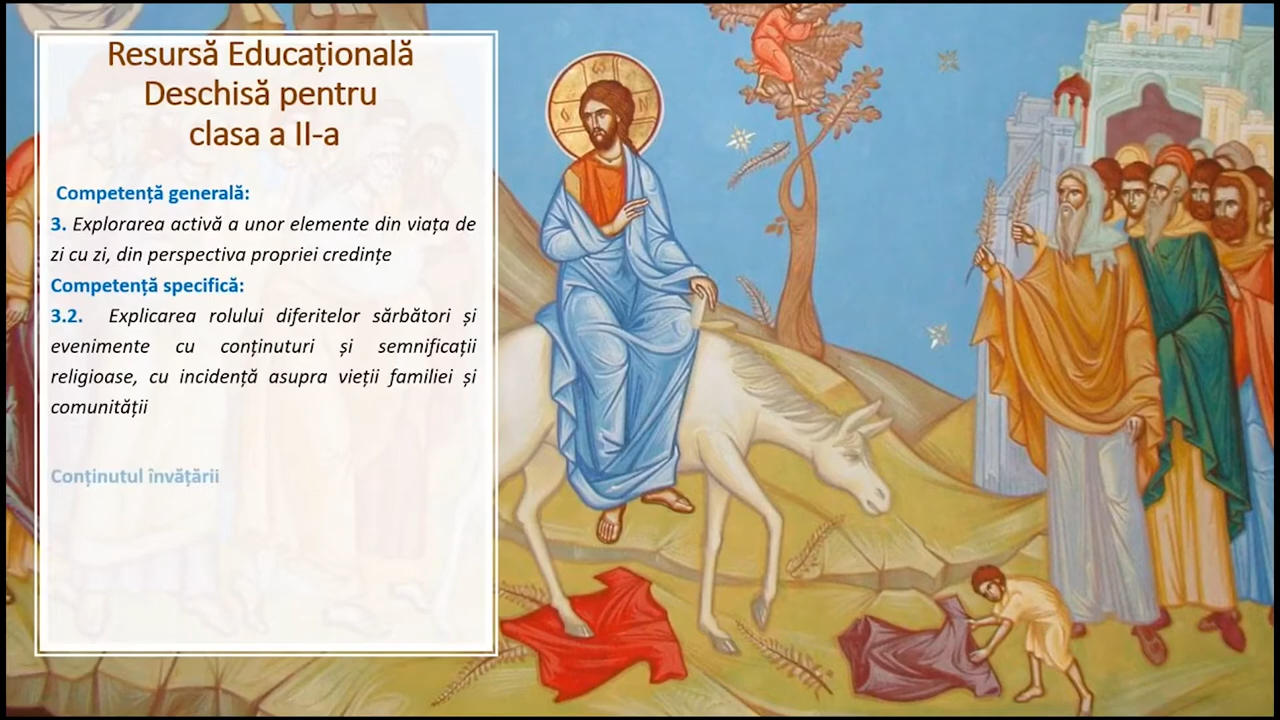 Resursă Educațională
Deschisă pentru
clasa a II-a
Competență generală:
3. Explorarea activă a unor elemente din viața de
zi cu zi, din perspectiva propriei credințe
Competență specifică:
3.2. Explicarea rolului diferitelor sărbători și
evenimente cu conținuturi și semnificații
religioase, cu incidență asupra vieții familiei și
comunității
Conținutul învățării